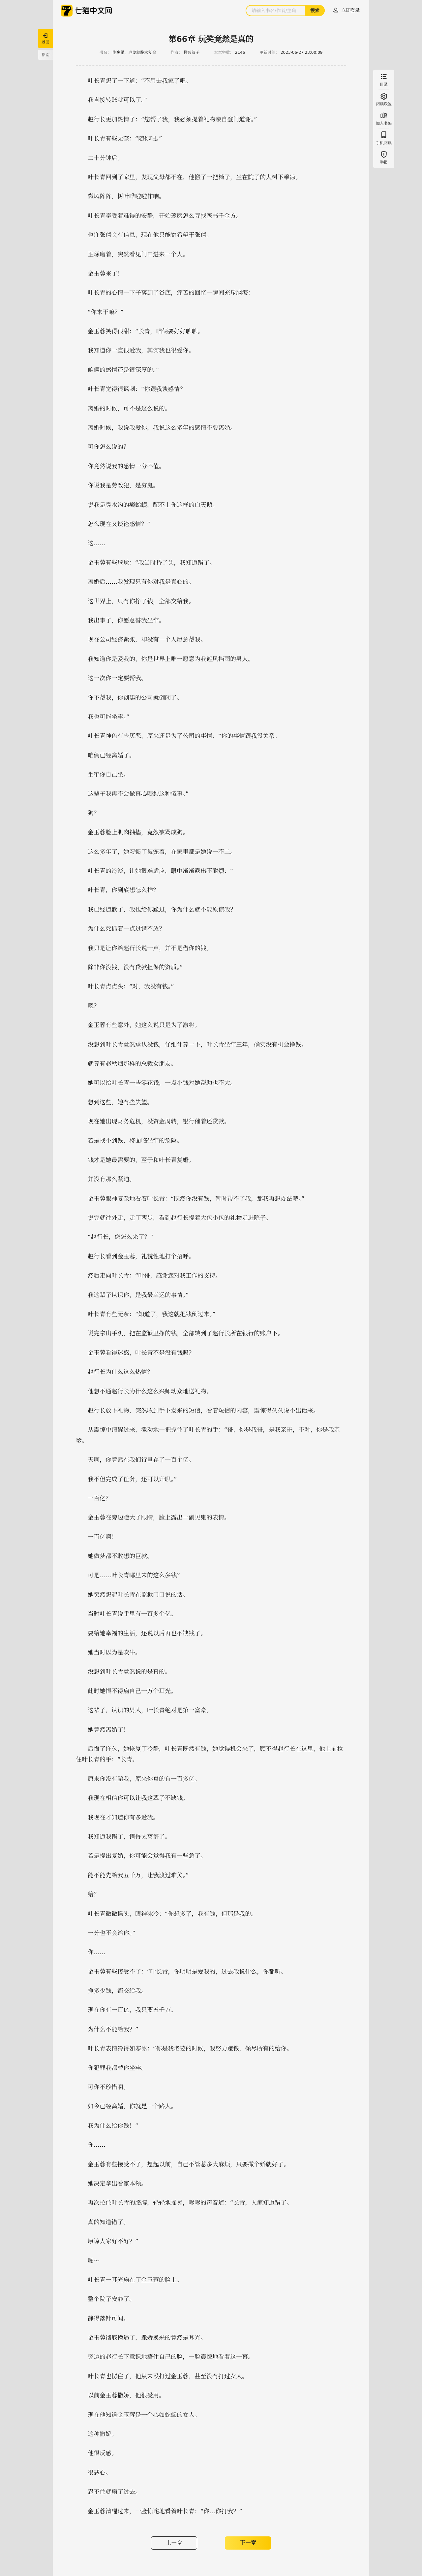 七猫中文网
搜索
立即登录
书页
目录
阅读设置
加入书架
手机阅读
举报
第66章 玩笑竟然是真的
作者：
本章字数： 2146
更新时间： 2023-06-27 23:00:09
叶长青想了一下道：“不用去我家了吧。
我直接转账就可以了。”
赵行长更加热情了：“您帮了我，我必须提着礼物亲自登门道谢。”
叶长青有些无奈：“随你吧。”
二十分钟后。
叶长青回到了家里，发现父母都不在，他搬了一把椅子，坐在院子的大树下乘凉。
微风阵阵，树叶哗啦啦作响。
叶长青享受着难得的安静，开始琢磨怎么寻找医书千金方。
也许张倩会有信息，现在他只能寄希望于张倩。
正琢磨着，突然看见门口进来一个人。
金玉蓉来了！
叶长青的心情一下子落到了谷底，痛苦的回忆一瞬间充斥脑海：
“你来干嘛？”
金玉蓉笑得很甜：“长青，咱俩要好好聊聊。
我知道你一直很爱我，其实我也很爱你。
咱俩的感情还是很深厚的。”
叶长青觉得很讽刺：“你跟我谈感情？
离婚的时候，可不是这么说的。
离婚时候，我说我爱你，我说这么多年的感情不要离婚。
可你怎么说的？
你竟然说我的感情一分不值。
你说我是劳改犯，是穷鬼。
说我是臭水沟的癞蛤蟆，配不上你这样的白天鹅。
怎么现在又谈论感情？”
这……
金玉蓉有些尴尬：“我当时昏了头，我知道错了。
离婚后……我发现只有你对我是真心的。
这世界上，只有你挣了钱，全部交给我。
我出事了，你愿意替我坐牢。
现在公司经济紧张，却没有一个人愿意帮我。
我知道你是爱我的，你是世界上唯一愿意为我遮风挡雨的男人。
这一次你一定要帮我。
你不帮我，你创建的公司就倒闭了。
我也可能坐牢。”
叶长青神色有些厌恶，原来还是为了公司的事情：“你的事情跟我没关系。
咱俩已经离婚了。
坐牢你自己坐。
这辈子我再不会做真心喂狗这种傻事。”
狗？
金玉蓉脸上肌肉抽搐，竟然被骂成狗。
这么多年了，她习惯了被宠着，在家里都是她说一不二。
叶长青的冷淡，让她很难适应，眼中渐渐露出不耐烦：“
叶长青，你到底想怎么样？
我已经道歉了，我也给你跪过，你为什么就不能原谅我？
为什么死抓着一点过错不放？
我只是让你给赵行长说一声，并不是借你的钱。
除非你没钱，没有贷款担保的资质。”
叶长青点点头：“对，我没有钱。”
嗯？
金玉蓉有些意外，她这么说只是为了激将。
没想到叶长青竟然承认没钱，仔细计算一下，叶长青坐牢三年，确实没有机会挣钱。
就算有赵秋烟那样的总裁女朋友。
她可以给叶长青一些零花钱，一点小钱对她帮助也不大。
想到这些，她有些失望。
现在她出现财务危机，没资金周转，银行催着还贷款。
若是找不到钱，将面临坐牢的危险。
钱才是她最需要的，至于和叶长青复婚。
并没有那么紧迫。
金玉蓉眼神复杂地看着叶长青：“既然你没有钱，暂时帮不了我，那我再想办法吧。”
说完就往外走，走了两步，看到赵行长提着大包小包的礼物走进院子。
“赵行长，您怎么来了？”
赵行长看到金玉蓉，礼貌性地打个招呼。
然后走向叶长青：“叶哥，感谢您对我工作的支持。
我这辈子认识你，是我最幸运的事情。”
叶长青有些无奈：“知道了，我这就把钱倒过来。”
说完拿出手机，把在监狱里挣的钱，全部转到了赵行长所在银行的账户下。
金玉蓉看得迷惑，叶长青不是没有钱吗？
赵行长为什么这么热情？
他想不通赵行长为什么这么兴师动众地送礼物。
赵行长放下礼物，突然收到手下发来的短信，看着短信的内容，震惊得久久说不出话来。
从震惊中清醒过来，激动地一把握住了叶长青的手：“哥，你是我哥，是我亲哥，不对，你是我亲
爹。
天啊，你竟然在我们行里存了一百个亿。
我不但完成了任务，还可以升职。”
一百亿？
金玉蓉在旁边瞪大了眼睛，脸上露出一副见鬼的表情。
一百亿啊！
她做梦都不敢想的巨款。
可是……叶长青哪里来的这么多钱？
她突然想起叶长青在监狱门口说的话。
当时叶长青说手里有一百多个亿。
要给她幸福的生活，还说以后再也不缺钱了。
她当时以为是吹牛。
没想到叶长青竟然说的是真的。
此时她恨不得扇自己一万个耳光。
这辈子，认识的男人，叶长青绝对是第一富豪。
她竟然离婚了！
后悔了许久，她恢复了冷静，叶长青既然有钱，她觉得机会来了，顾不得赵行长在这里，他上前拉
住叶长青的手：“长青。
原来你没有骗我，原来你真的有一百多亿。
我现在相信你可以让我这辈子不缺钱。
我现在才知道你有多爱我。
我知道我错了，错得太离谱了。
若是提出复婚，你可能会觉得我有一些急了。
能不能先给我五千万，让我渡过难关。”
给？
叶长青微微摇头，眼神冰冷：“你想多了，我有钱，但那是我的。
一分也不会给你。”
你……
金玉蓉有些接受不了：“叶长青，你明明是爱我的，过去我说什么，你都听。
挣多少钱，都交给我。
现在你有一百亿，我只要五千万。
为什么不能给我？”
叶长青表情冷得如寒冰：“你是我老婆的时候，我努力赚钱，倾尽所有的给你。
你犯罪我都替你坐牢。
可你不珍惜啊。
如今已经离婚，你就是一个路人。
我为什么给你钱！”
你……
金玉蓉有些接受不了，想起以前，自己不管惹多大麻烦，只要撒个娇就好了。
她决定拿出看家本领。
再次拉住叶长青的胳膊，轻轻地摇晃，嗲嗲的声音道：“长青，人家知道错了。
真的知道错了。
原谅人家好不好？”
啪～
叶长青一耳光扇在了金玉蓉的脸上。
整个院子安静了。
静得落针可闻。
金玉蓉彻底懵逼了，撒娇换来的竟然是耳光。
旁边的赵行长下意识地捂住自己的脸，一脸震惊地看着这一幕。
叶长青也愣住了，他从来没打过金玉蓉，甚至没有打过女人。
以前金玉蓉撒娇，他很受用。
现在他知道金玉蓉是一个心如蛇蝎的女人。
这种撒娇。
他很反感。
很恶心。
忍不住就扇了过去。
金玉蓉清醒过来，一脸惊诧地看着叶长青：“你…你打我？”
上一章
下一章